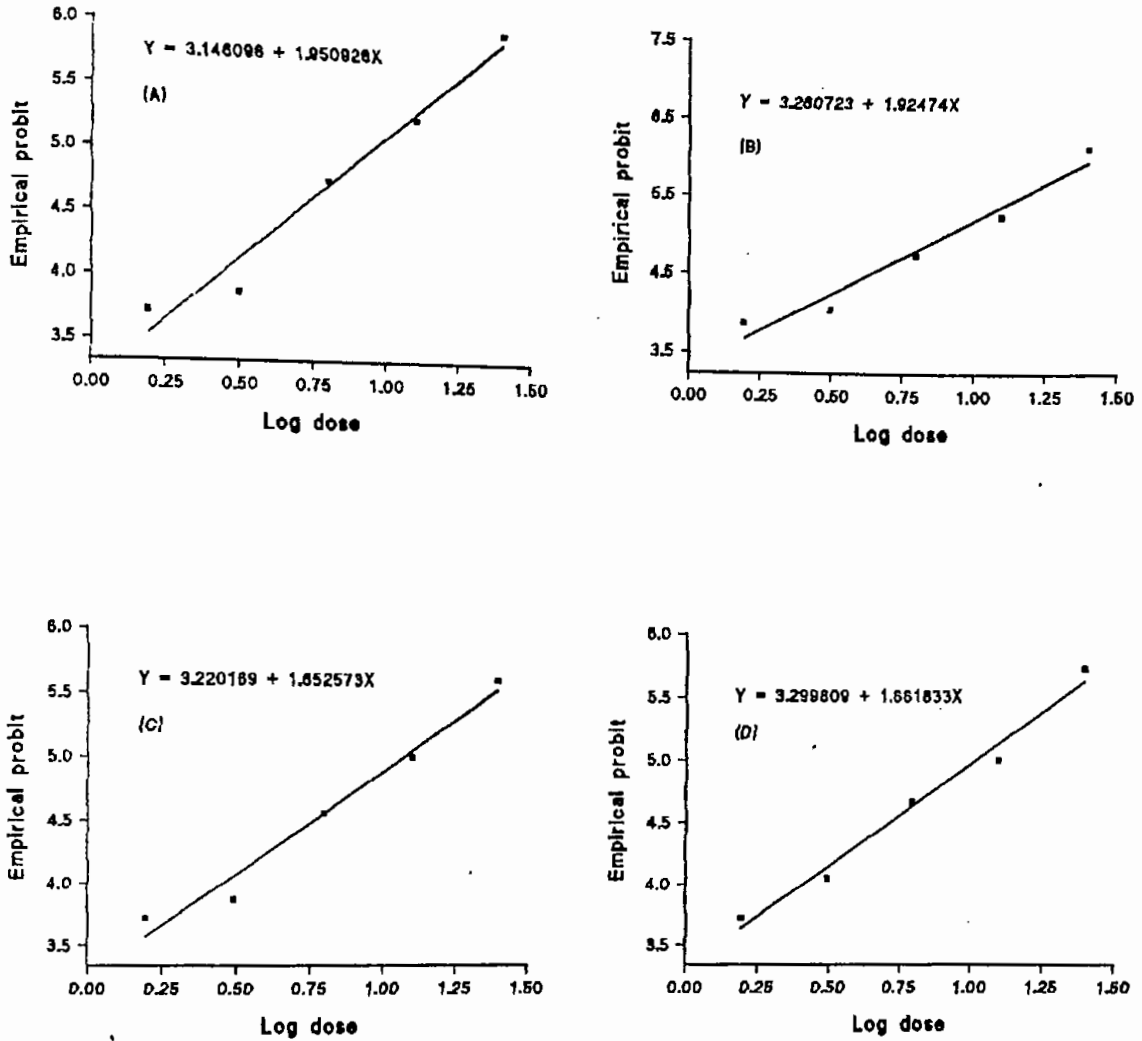 6.0
5.5
5.0
4.5
4.0
3.5
Empirical probit
Y = 3.146096 + 1.950926X
(A)
0.00 0.25 0.50 0.75 1.00 1.25 1.50
Log dose
7.5
6.5
5.5
4.5
3.5
Empirical probit
Y = 3.260723 + 1.92474X
(B)
0.00 0.25 0.50 0.75 1.00 1.25 1.50
Log dose
6.0
5.5
5.0
4.5
4.0
3.5
Empirical probit
Y = 3.220169 + 1.652573X
(C)
0.00 0.25 0.50 0.75 1.00 1.25 1.50
Log dose
6.0
5.5
5.0
4.5
4.0
3.5
Empirical probit
Y = 3.299809 + 1.661833X
(D)
0.00 0.25 0.50 0.75 1.00 1.25 1.50
Log dose